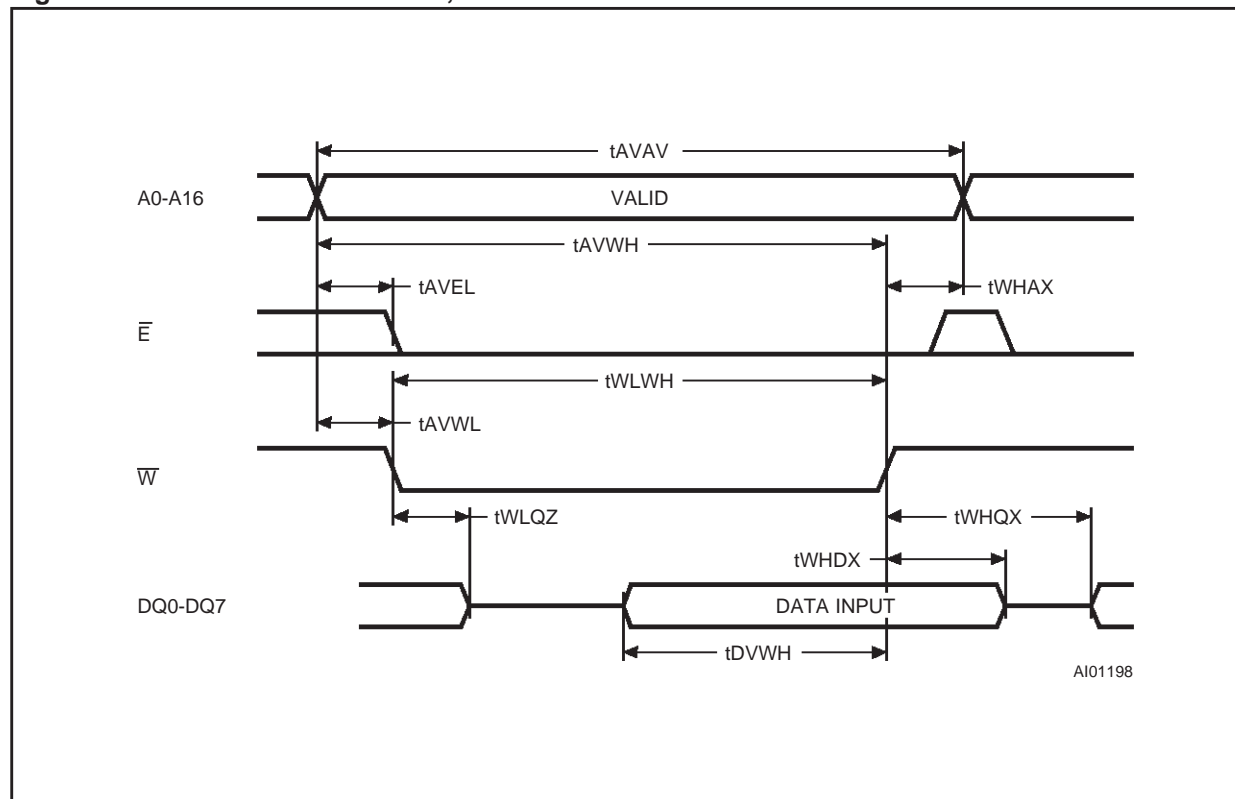 tAVAV
A0-A16
VALID
tAVWH
tAVEL
tWHAX
E̅
tWLWH
tAVWL
W̅
tWLQZ
tWHQX
tWHDX
DQ0-DQ7
DATA INPUT
tDVWH
AI01198